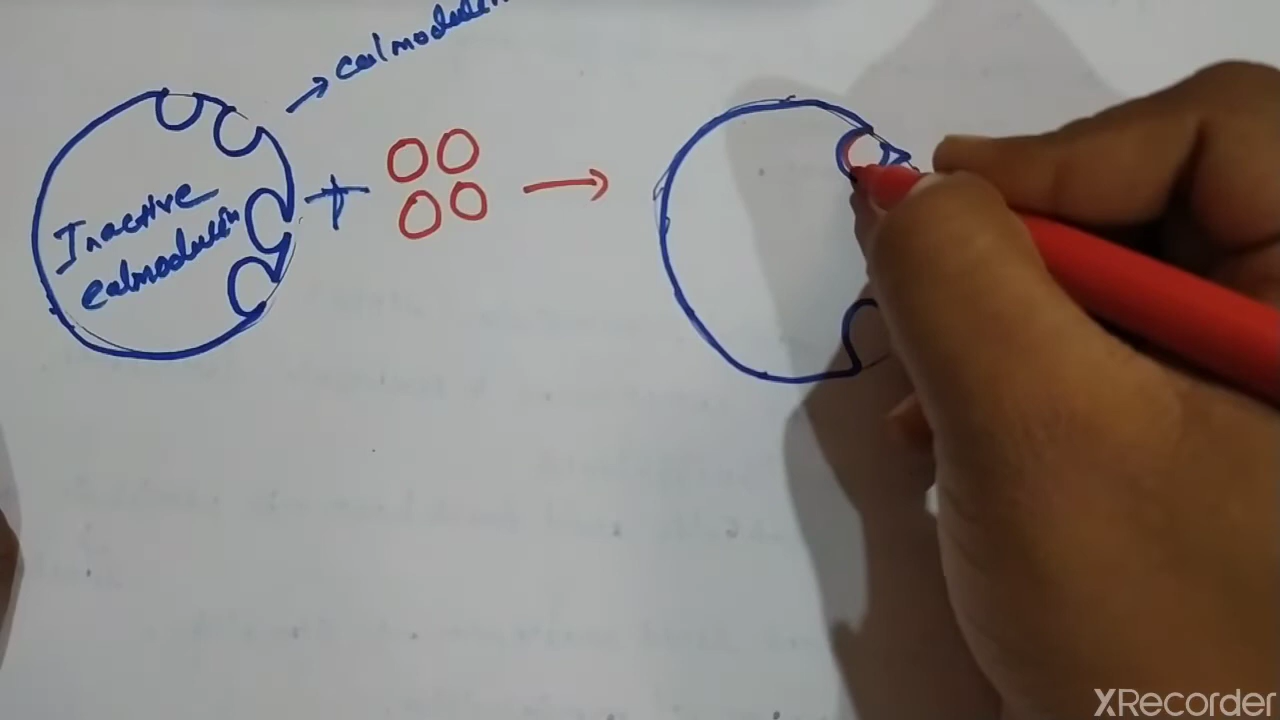 → calmodulin
Inactive
calmodulin
+
→
XRecorder